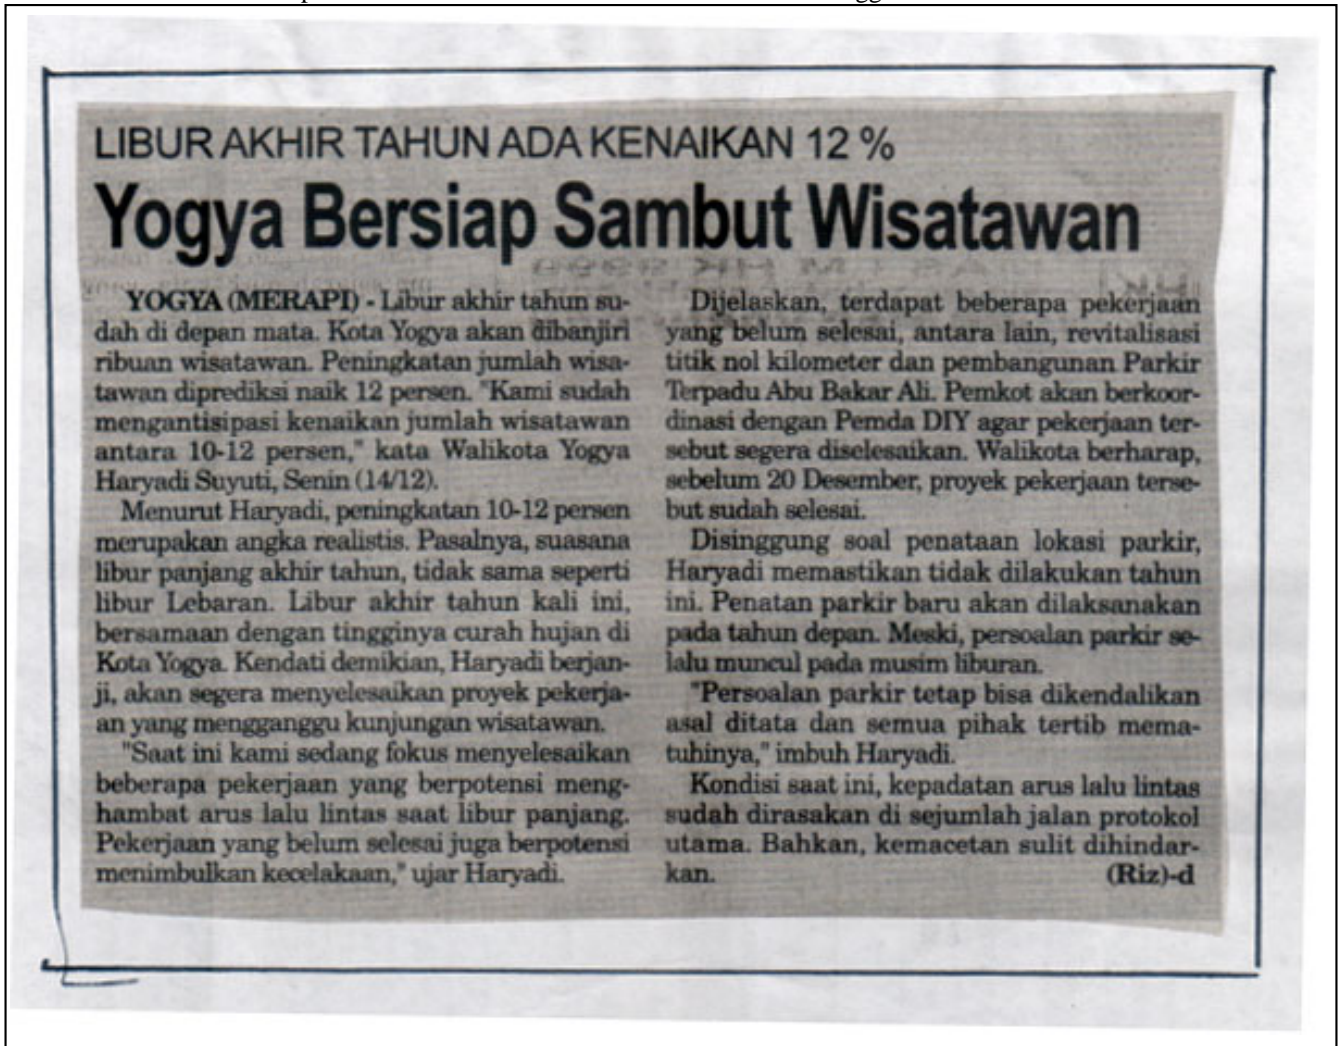 LIBUR AKHIR TAHUN ADA KENAIKAN 12 %
Yogya Bersiap Sambut Wisatawan
YOGYA (MERAPI) - Libur akhir tahun su-
dah di depan mata. Kota Yogya akan dibanjiri
ribuan wisatawan. Peningkatan jumlah wisa-
tawan diprediksi naik 12 persen. "Kami sudah
mengantisipasi kenaikan jumlah wisatawan
antara 10-12 persen," kata Walikota Yogya
Haryadi Suyuti, Senin (14/12).
Menurut Haryadi, peningkatan 10-12 persen
merupakan angka realistis. Pasalnya, suasana
libur panjang akhir tahun, tidak sama seperti
libur Lebaran. Libur akhir tahun kali ini,
bersamaan dengan tingginya curah hujan di
Kota Yogya. Kendati demikian, Haryadi berjan-
ji, akan segera menyelesaikan proyek pekerja-
an yang mengganggu kunjungan wisatawan.
"Saat ini kami sedang fokus menyelesaikan
beberapa pekerjaan yang berpotensi meng-
hambat arus lalu lintas saat libur panjang.
Pekerjaan yang belum selesai juga berpotensi
menimbulkan kecelakaan," ujar Haryadi.
Dijelaskan, terdapat beberapa pekerjaan
yang belum selesai, antara lain, revitalisasi
titik nol kilometer dan pembangunan Parkir
Terpadu Abu Bakar Ali. Pemkot akan berkoor-
dinasi dengan Pemda DIY agar pekerjaan ter-
sebut segera diselesaikan. Walikota berharap,
sebelum 20 Desember, proyek pekerjaan terse-
but sudah selesai.
Disinggung soal penataan lokasi parkir,
Haryadi memastikan tidak dilakukan tahun
ini. Penatan parkir baru akan dilaksanakan
pada tahun depan. Meski, persoalan parkir se-
lalu muncul pada musim liburan.
"Persoalan parkir tetap bisa dikendalikan
asal ditata dan semua pihak tertib mema-
tuhinya," imbuh Haryadi.
Kondisi saat ini, kepadatan arus lalu lintas
sudah dirasakan di sejumlah jalan protokol
utama. Bahkan, kemacetan sulit dihindar-
kan. (Riz)-d